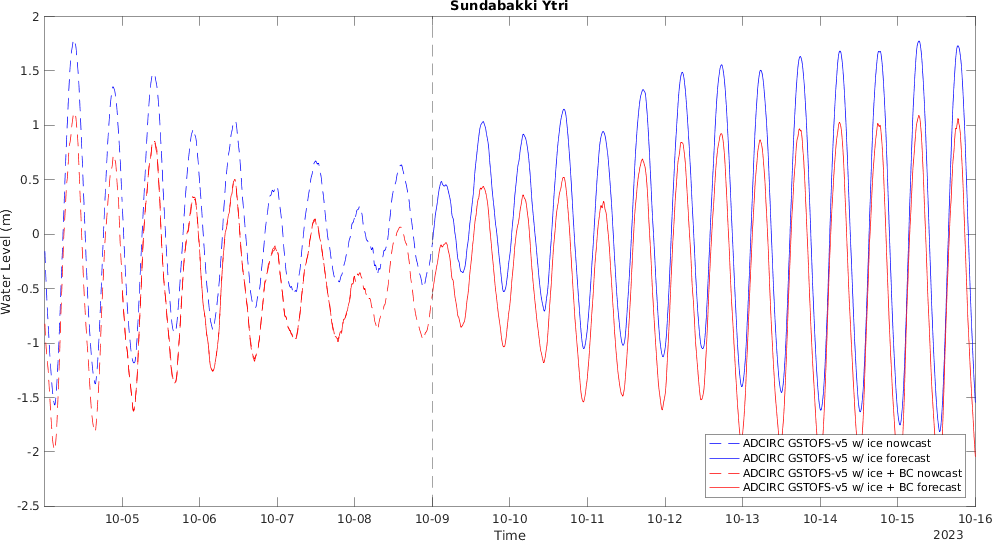 Sundabakki Ytri
2
1.5
1
0.5
0
-0.5
-1
-1.5
-2
-2.5
Water Level (m)
ADCIRC GSTOFS-v5 w/ ice nowcast
ADCIRC GSTOFS-v5 w/ ice forecast
ADCIRC GSTOFS-v5 w/ ice + BC nowcast
ADCIRC GSTOFS-v5 w/ ice + BC forecast
10-05 10-06 10-07 10-08 10-09 10-10 10-11 10-12 10-13 10-14 10-15 10-16
Time
2023